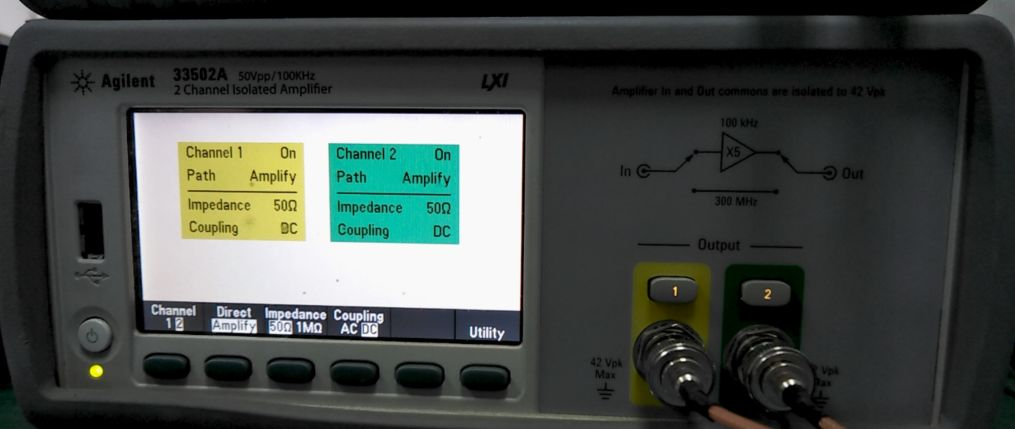 Agilent 33502A 50Vpp/100KHz
2 Channel Isolated Amplifier
LXI
Channel 1 On
Path Amplify
Impedance 50Ω
Coupling DC
Channel 2 On
Path Amplify
Impedance 50Ω
Coupling DC
Channel
1 2
Direct
Amplify
Impedance
50Ω 1MΩ
Coupling
AC DC
Utility
Amplifier In and Out commons are isolated to 42 Vpk
100 kHz
X5
In
Out
300 MHz
Output
1
2
42 Vpk
Max
Vpk
Max